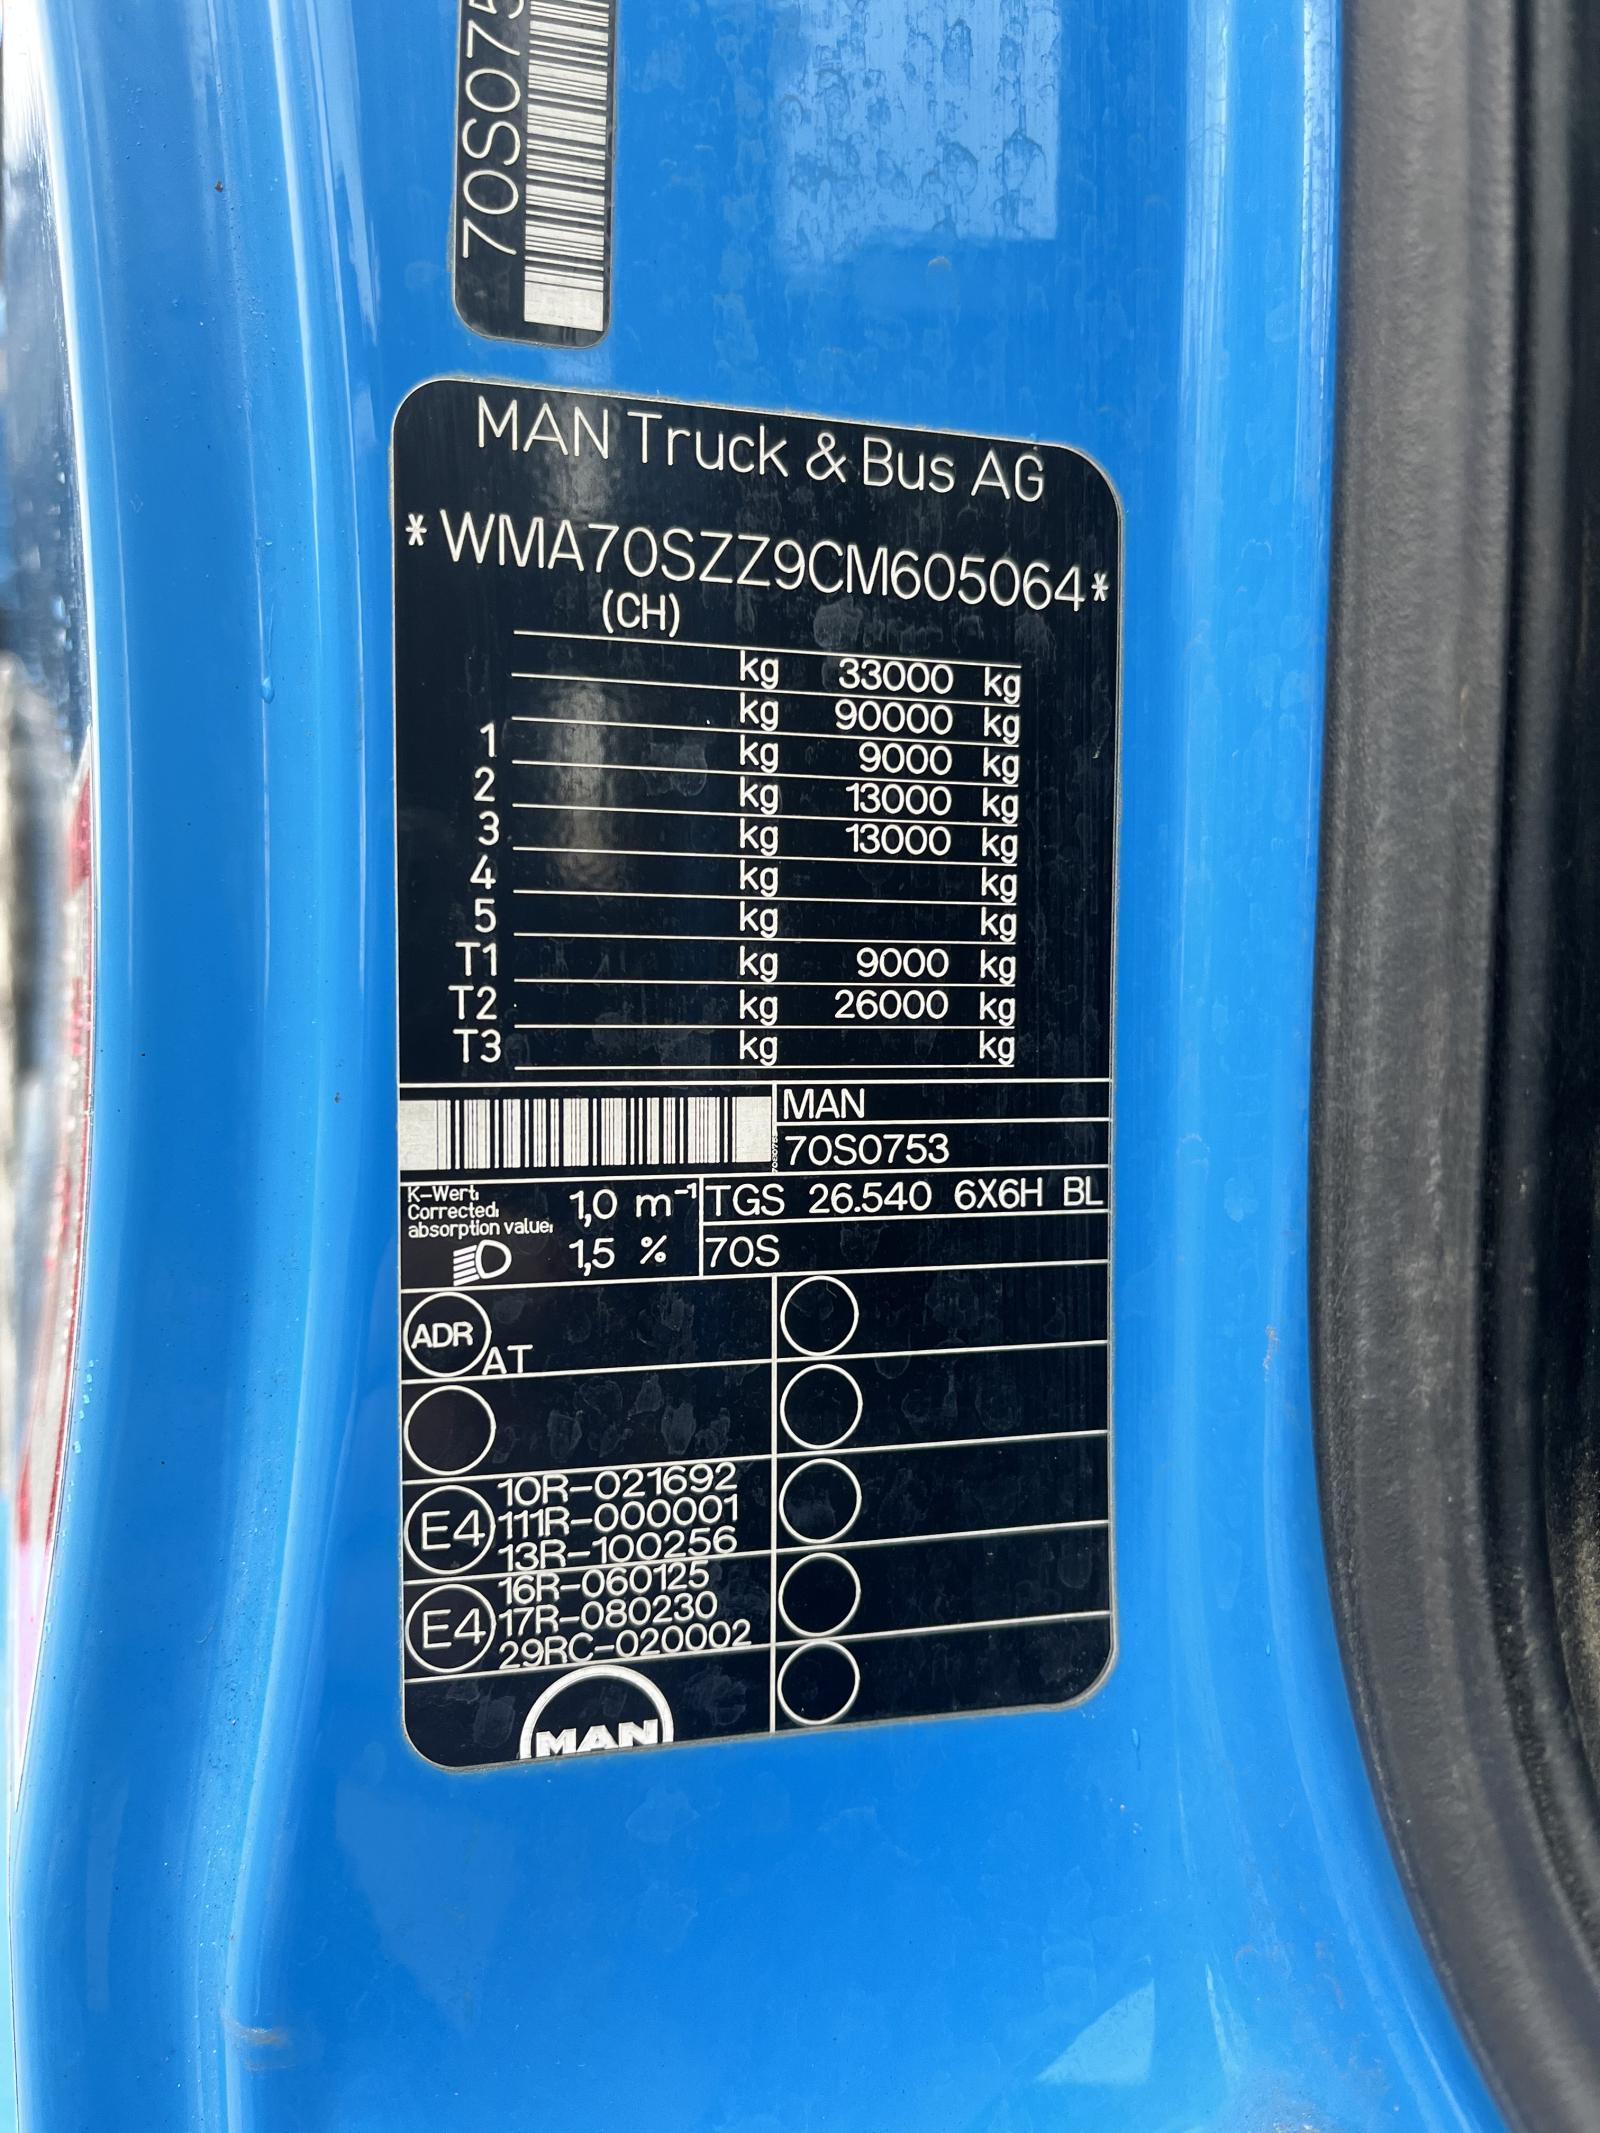 70S075
MAN Truck & Bus AG
*WMA70SZZ9CM605064*
(CH)
kg 33000 kg
kg 90000 kg
1 kg 9000 kg
2 kg 13000 kg
3 kg 13000 kg
4 kg kg
5 kg kg
T1 kg 9000 kg
T2 kg 26000 kg
T3 kg kg
MAN
70S0753
70S0753
K-Wert:
Corrected:
absorption value:
1,0 m⁻¹
TGS 26.540 6X6H BL
1,5 %
70S
ADR AT
E4
10R-021692
111R-000001
13R-100256
E4
16R-060125
17R-080230
29RC-020002
MAN